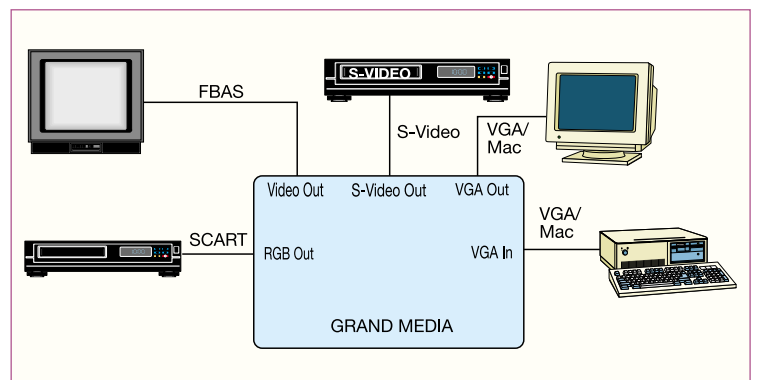 S-VIDEO
FBAS
S-Video
VGA/
Mac
Video Out
S-Video Out
VGA Out
SCART
RGB Out
VGA/
Mac
VGA In
GRAND MEDIA